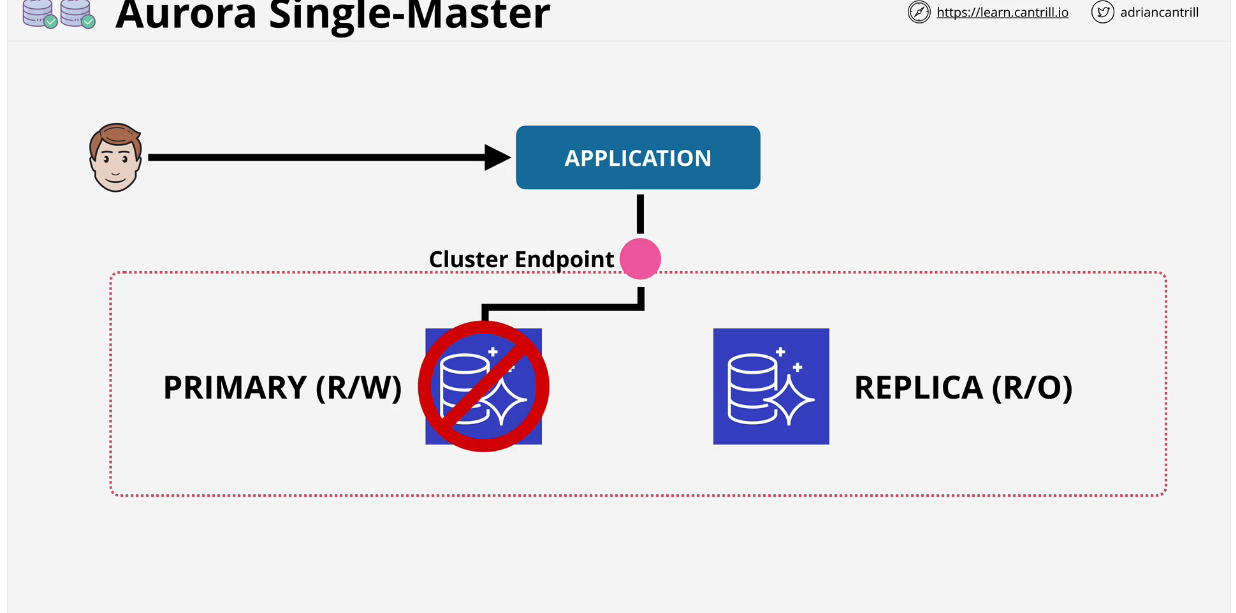 Aurora Single-Master
https://learn.cantrill.io
adriancantrill
APPLICATION
Cluster Endpoint
PRIMARY (R/W)
REPLICA (R/O)